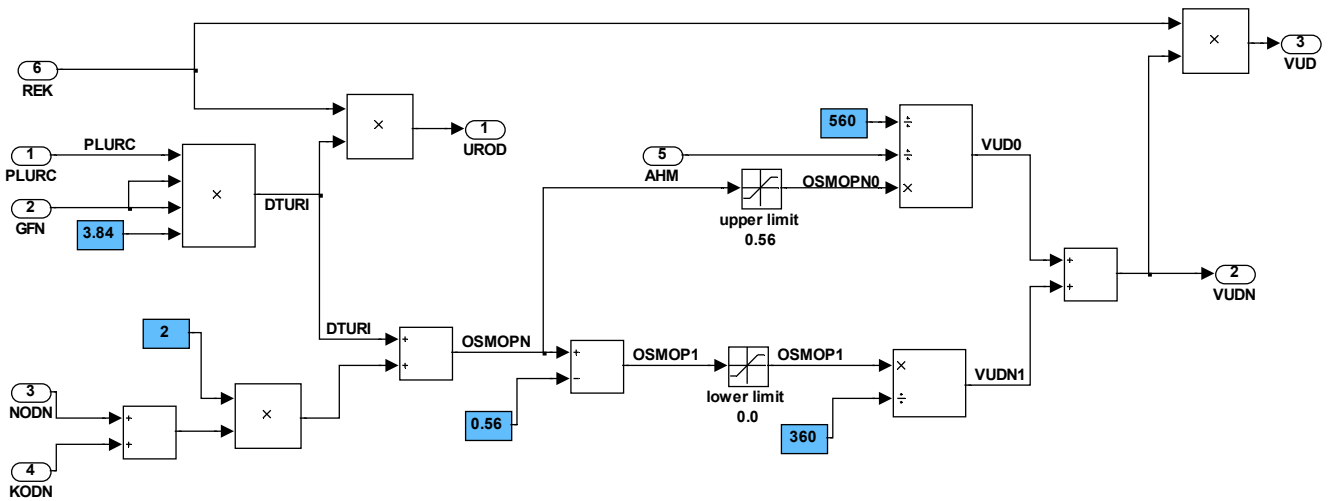 6
REK
×
3
VUD
×
1
UROD
1
PLURC
PLURC
2
GFN
3.84
×
DTURI
560
5
AHM
÷
÷
×
VUD0
OSMOPN0
upper limit
0.56
+
+
2
VUDN
2
DTURI
+
+
OSMOPN
+
−
OSMOP1
OSMOP1
lower limit
0.0
×
÷
VUDN1
0.56
360
3
NODN
+
+
×
4
KODN